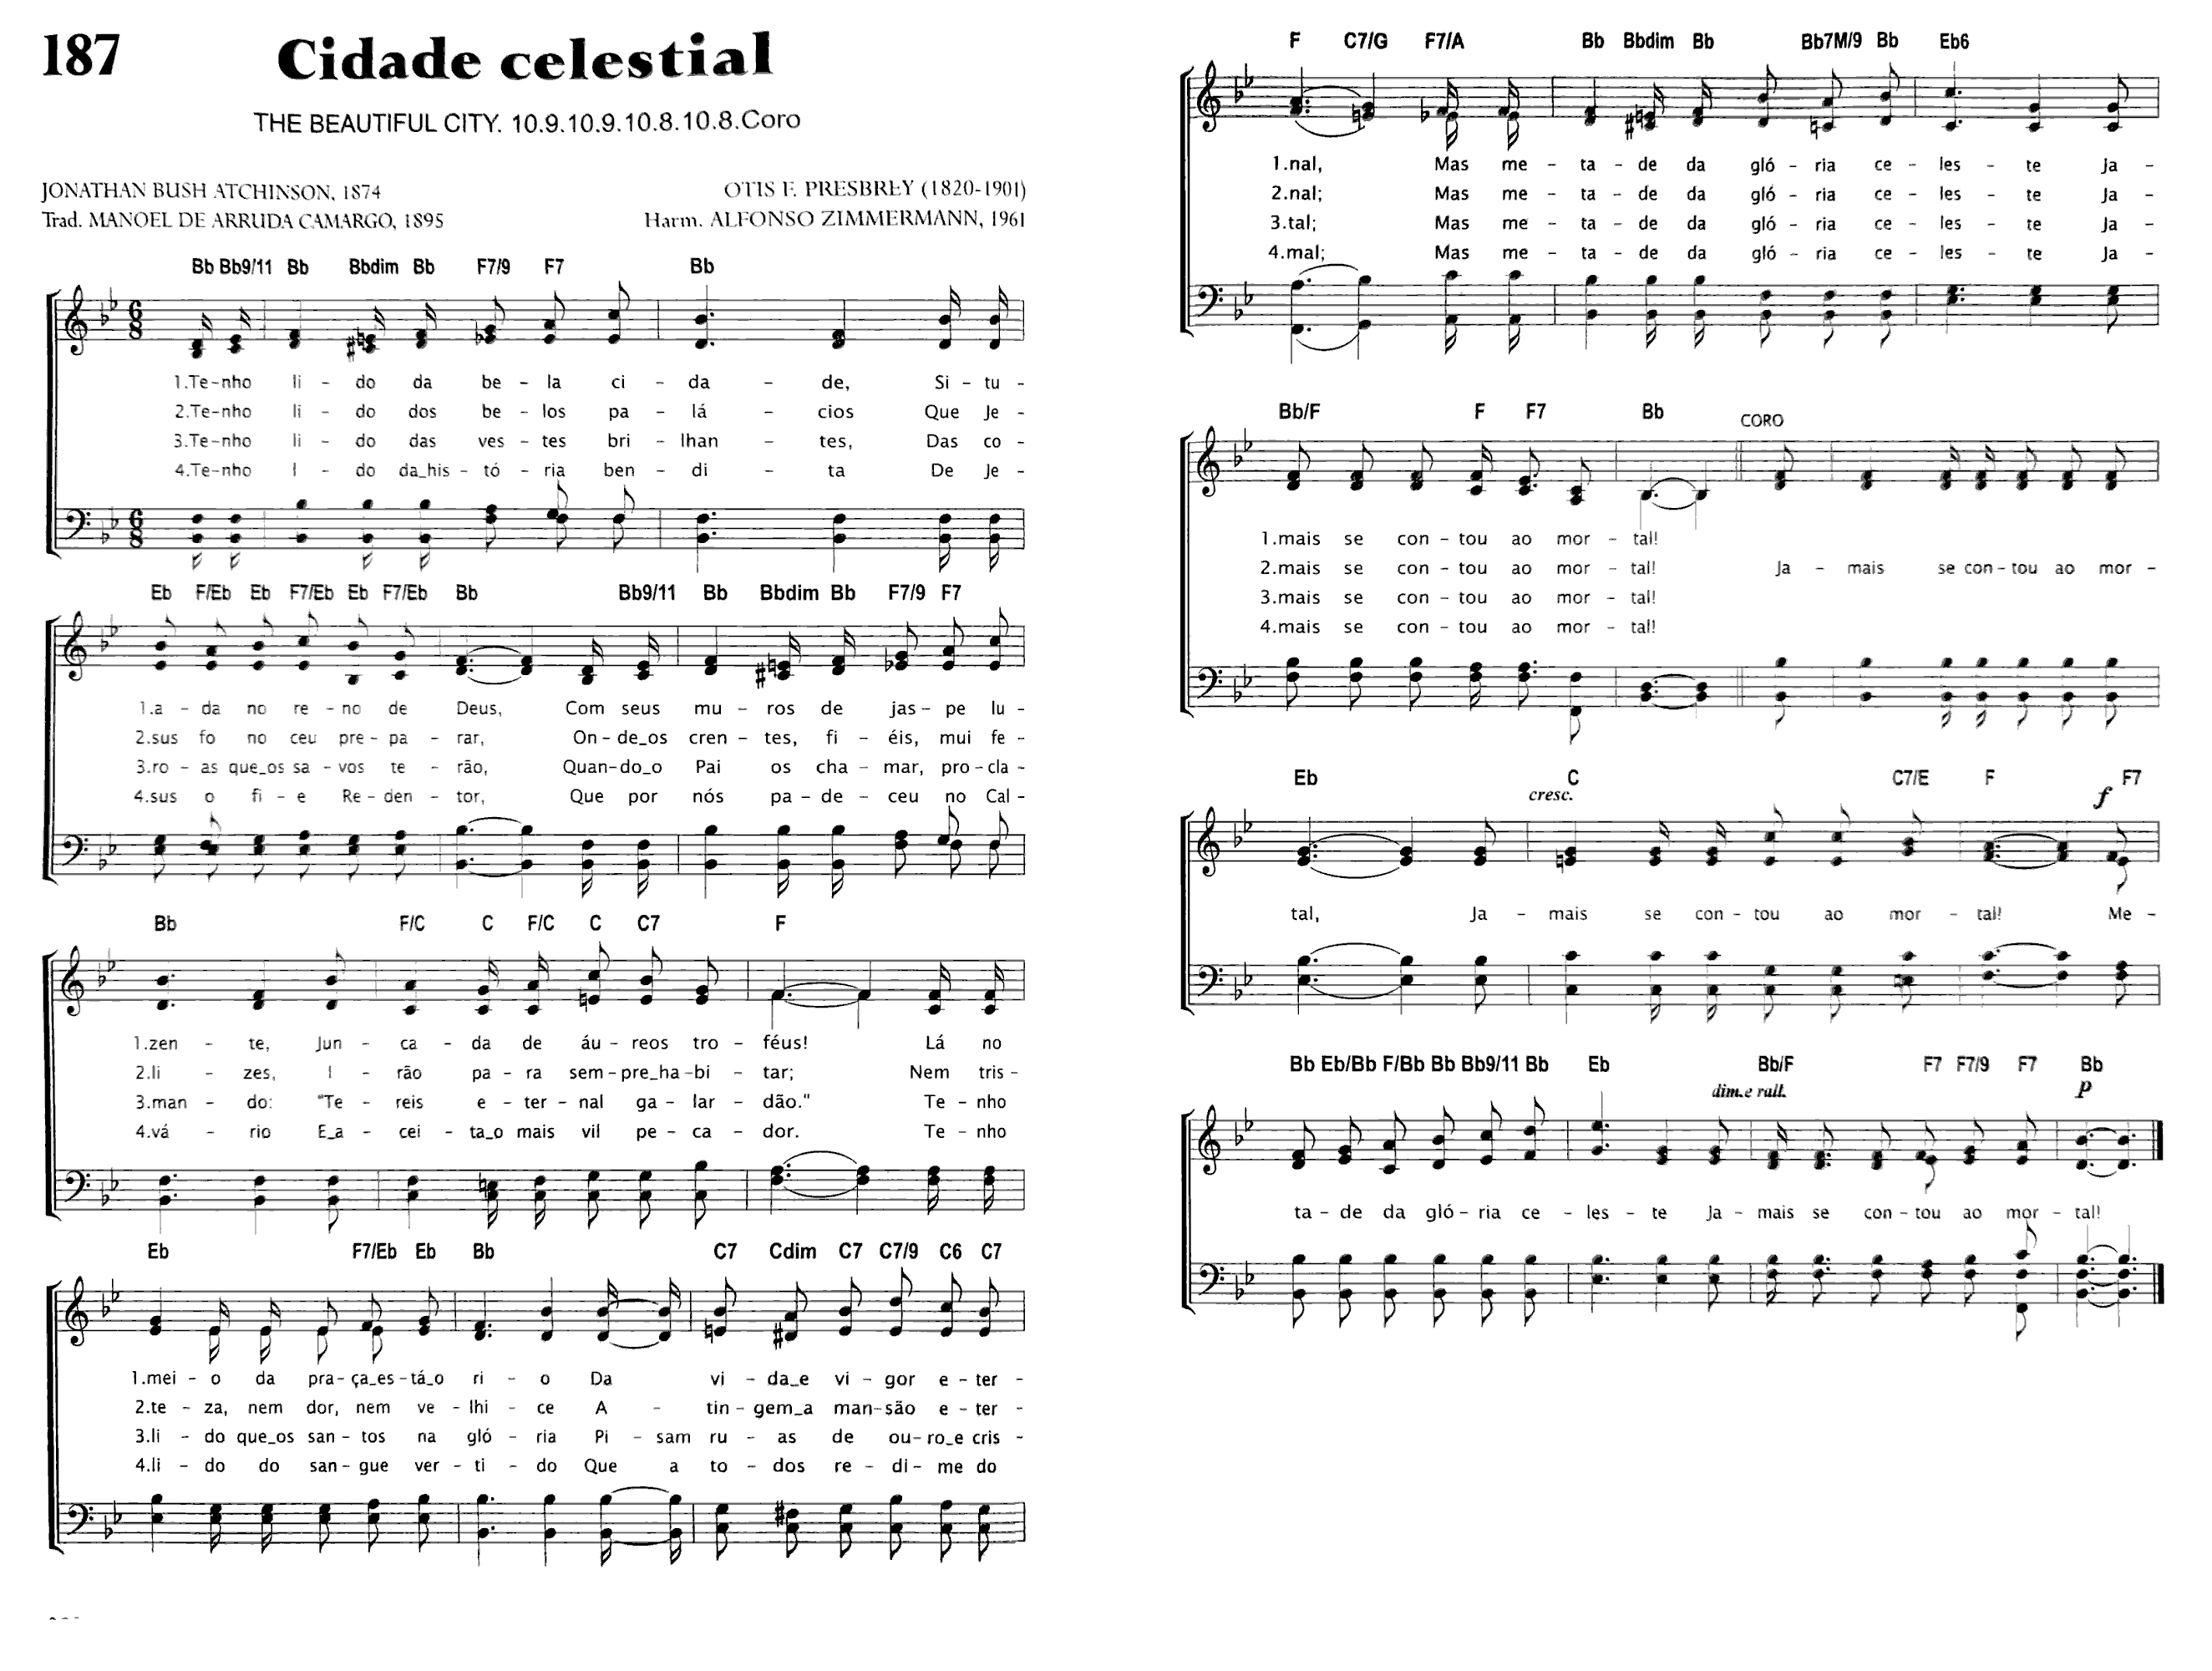 187
Cidade celestial
THE BEAUTIFUL CITY. 10.9.10.9.10.8.10.8.Coro
JONATHAN BUSH ATCHINSON, 1874
Trad. MANOEL DE ARRUDA CAMARGO, 1895
OTIS F. PRESBREY (1820-1901)
Harm. ALFONSO ZIMMERMANN, 1961
Bb Bb9/11 Bb Bbdim Bb F7/9 F7 Bb
6 8
1.Te-nho li - do da be - la ci - da - de, Si - tu -
2.Te-nho li - do dos be - los pa - lá - cios Que Je -
3.Te-nho li - do das ves - tes bri - lhan - tes, Das co -
4.Te-nho l - do da_his - tó - ria ben - di - ta De Je -
6 8
Eb F/Eb Eb F7/Eb Eb F7/Eb Bb Bb9/11 Bb Bbdim Bb F7/9 F7
1.a - da no re - no de Deus, Com seus mu - ros de jas - pe lu -
2.sus fo no ceu pre - pa - rar, On - de_os cren - tes, fi - éis, mui fe -
3.ro - as que_os sa - vos te - rão, Quan-do_o Pai os cha - mar, pro - cla -
4.sus o fi - e Re - den - tor, Que por nós pa - de - ceu no Cal -
Bb F/C C F/C C C7 F
1.zen - te, Jun - ca - da de áu - reos tro - féus! Lá no
2.li - zes, I - rão pa - ra sem - pre_ha - bi - tar; Nem tris -
3.man - do: "Te - reis e - ter - nal ga - lar - dão." Te - nho
4.vá - rio E_a - cei - ta_o mais vil pe - ca - dor. Te - nho
Eb F7/Eb Eb Bb C7 Cdim C7 C7/9 C6 C7
1.mei - o da pra - ça_es - tá_o ri - o Da vi - da_e vi - gor e - ter -
2.te - za, nem dor, nem ve - lhi - ce A - tin - gem_a man - são e - ter -
3.li - do que_os san - tos na gló - ria Pi - sam ru - as de ou - ro_e cris -
4.li - do do san - gue ver - ti - do Que a to - dos re - di - me do
F C7/G F7/A Bb Bbdim Bb Bb7M/9 Bb Eb6
1.nal, Mas me - ta - de da gló - ria ce - les - te Ja -
2.nal; Mas me - ta - de da gló - ria ce - les - te Ja -
3.tal; Mas me - ta - de da gló - ria ce - les - te Ja -
4.mal; Mas me - ta - de da gló - ria ce - les - te Ja -
Bb/F F F7 Bb
CORO
1.mais se con - tou ao mor - tal!
2.mais se con - tou ao mor - tal! Ja - mais se con - tou ao mor -
3.mais se con - tou ao mor - tal!
4.mais se con - tou ao mor - tal!
Eb C C7/E F F7
cresc. f
tal, Ja - mais se con - tou ao mor - tal! Me -
Bb Eb/Bb F/Bb Bb Bb9/11 Bb Eb Bb/F F7 F7/9 F7 Bb
dim.e rall. p
ta - de da gló - ria ce - les - te Ja - mais se con - tou ao mor - tal!